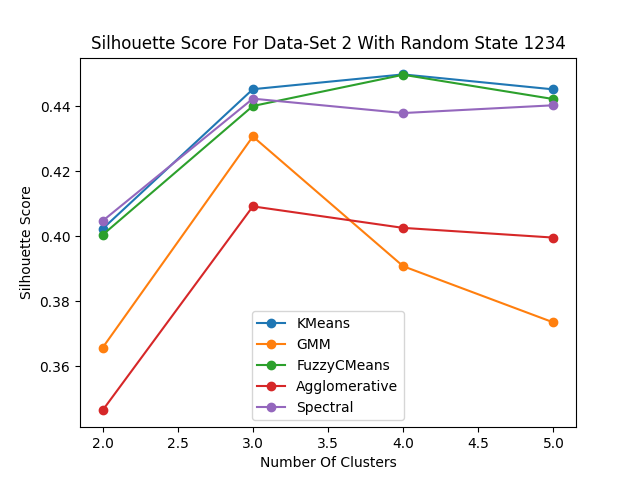 Silhouette Score For Data-Set 2 With Random State 1234
Silhouette Score
0.44
0.42
0.40
0.38
0.36
KMeans
GMM
FuzzyCMeans
Agglomerative
Spectral
2.0 2.5 3.0 3.5 4.0 4.5 5.0
Number Of Clusters